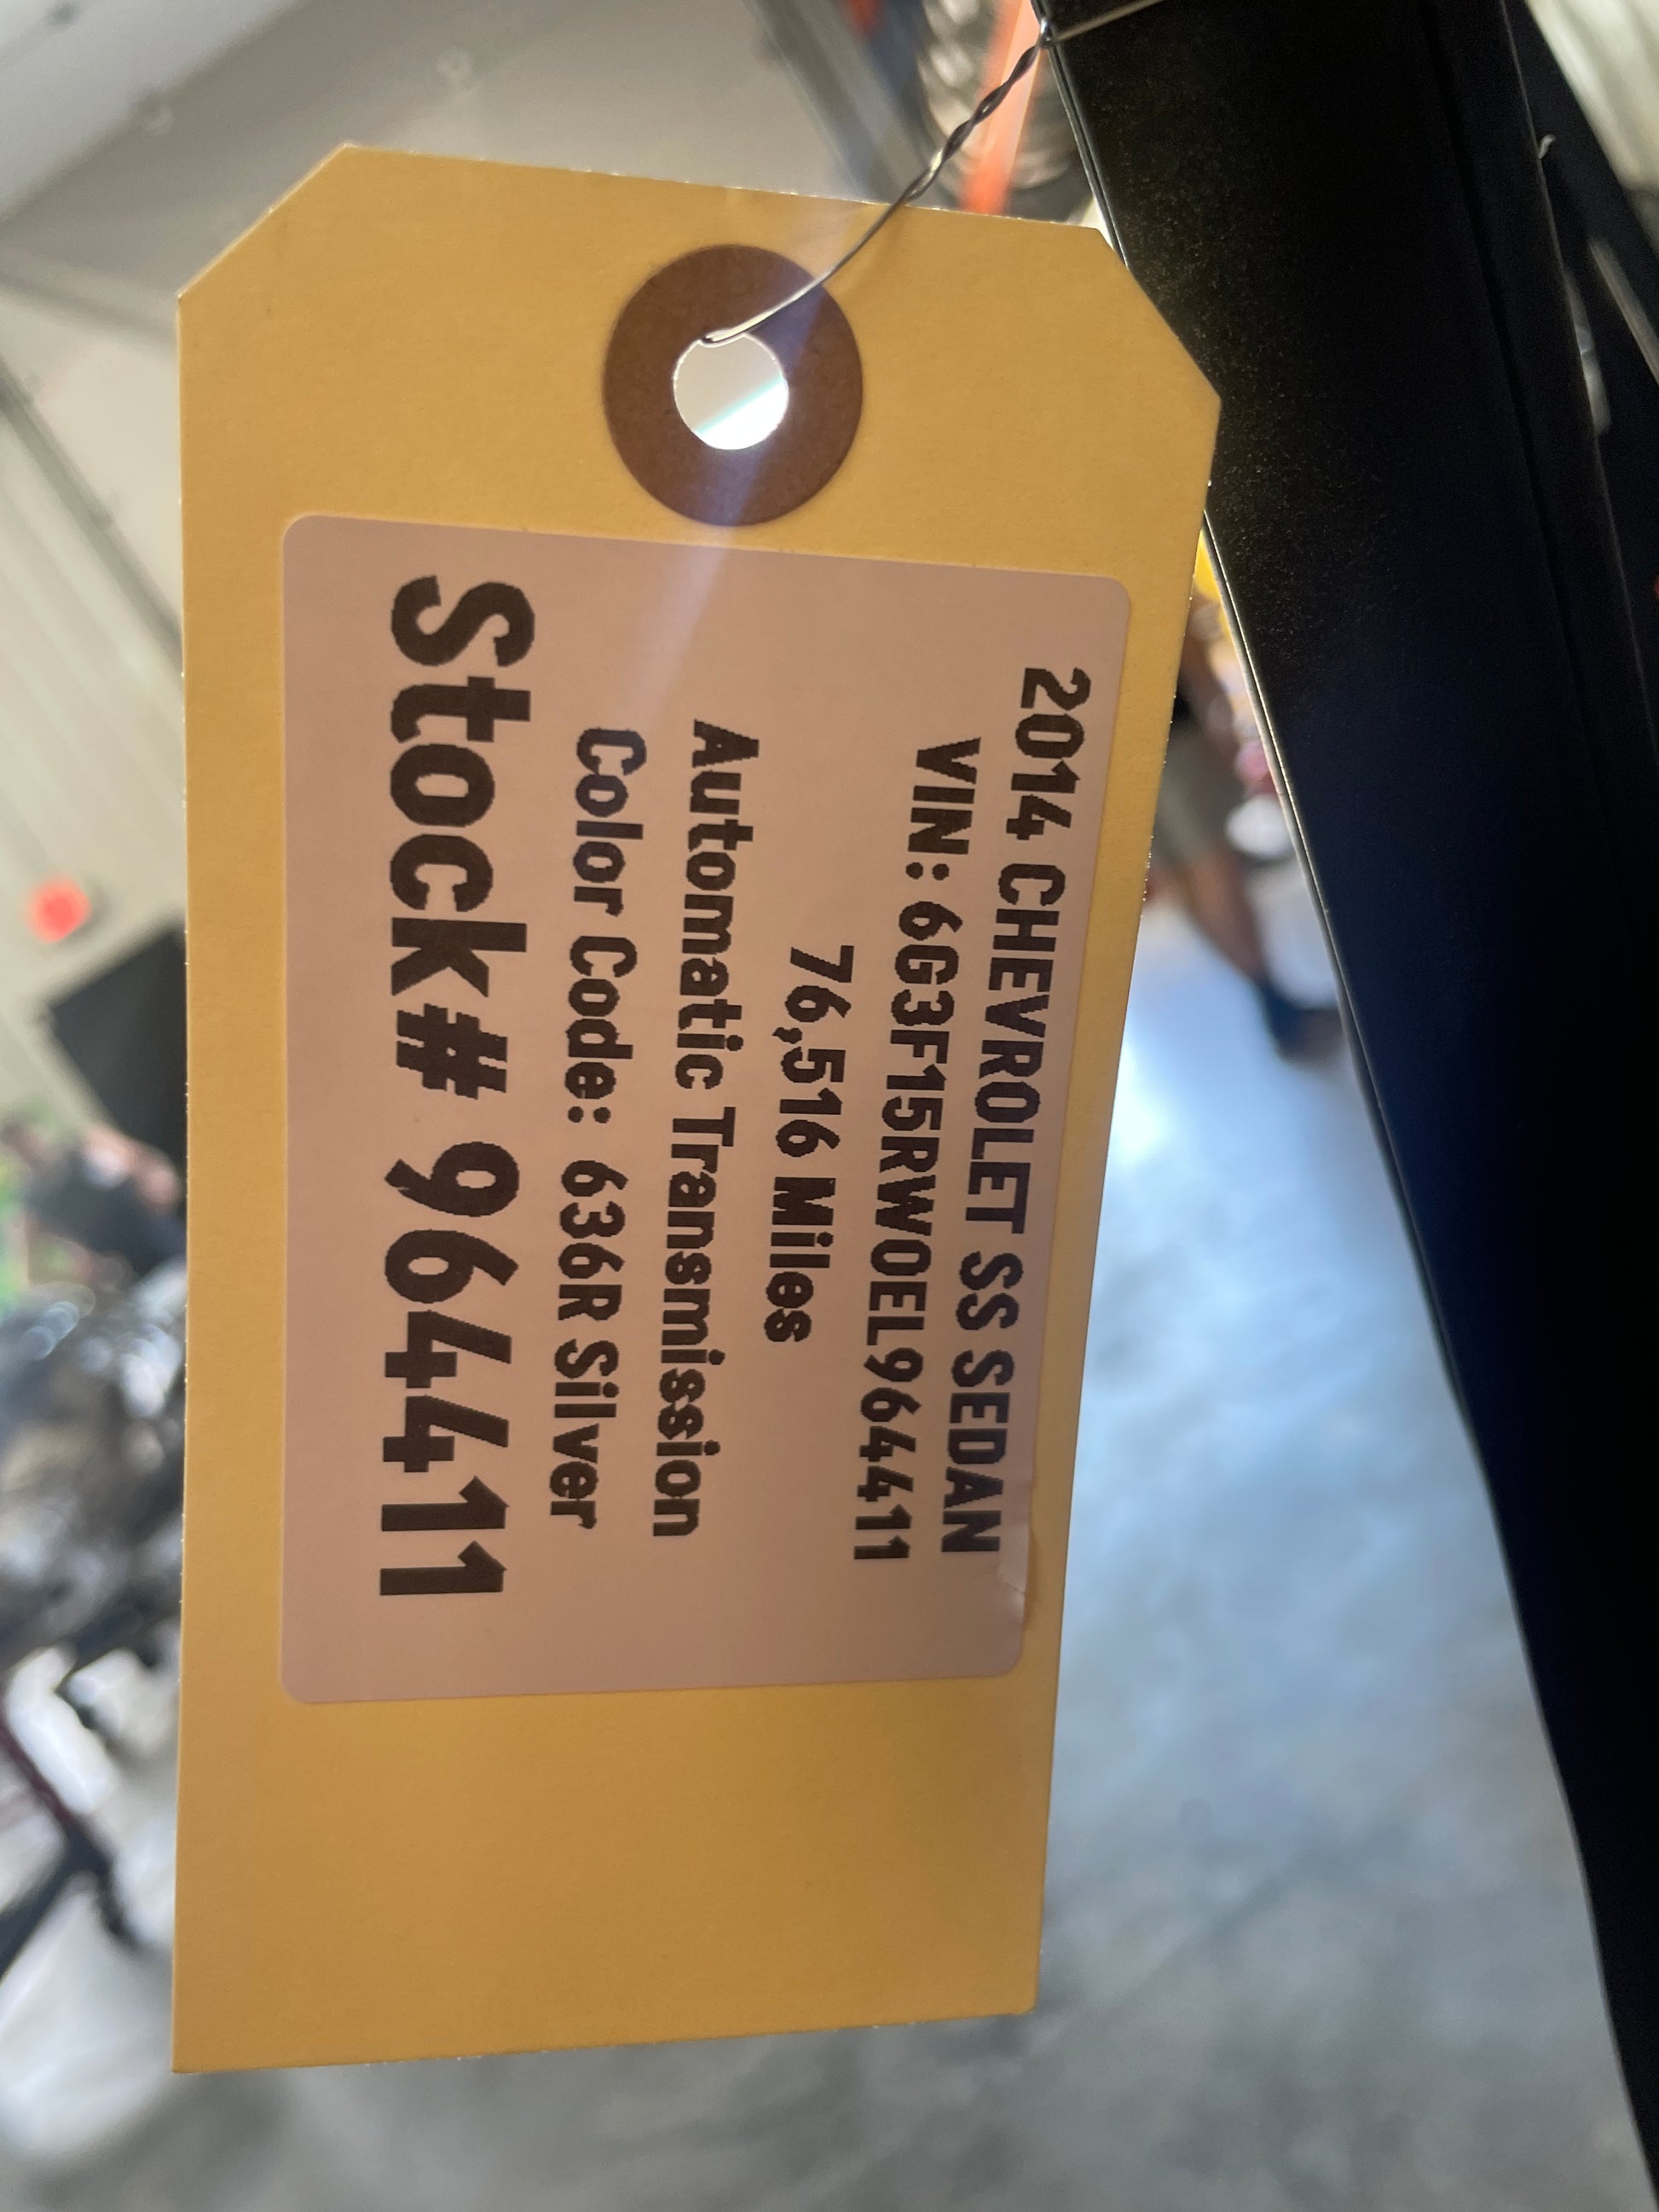 2014 CHEVROLET SS SEDAN
VIN: 6G3F15RW0EL964411
76,516 Miles
Automatic Transmission
Color Code: 636R Silver
Stock# 964411